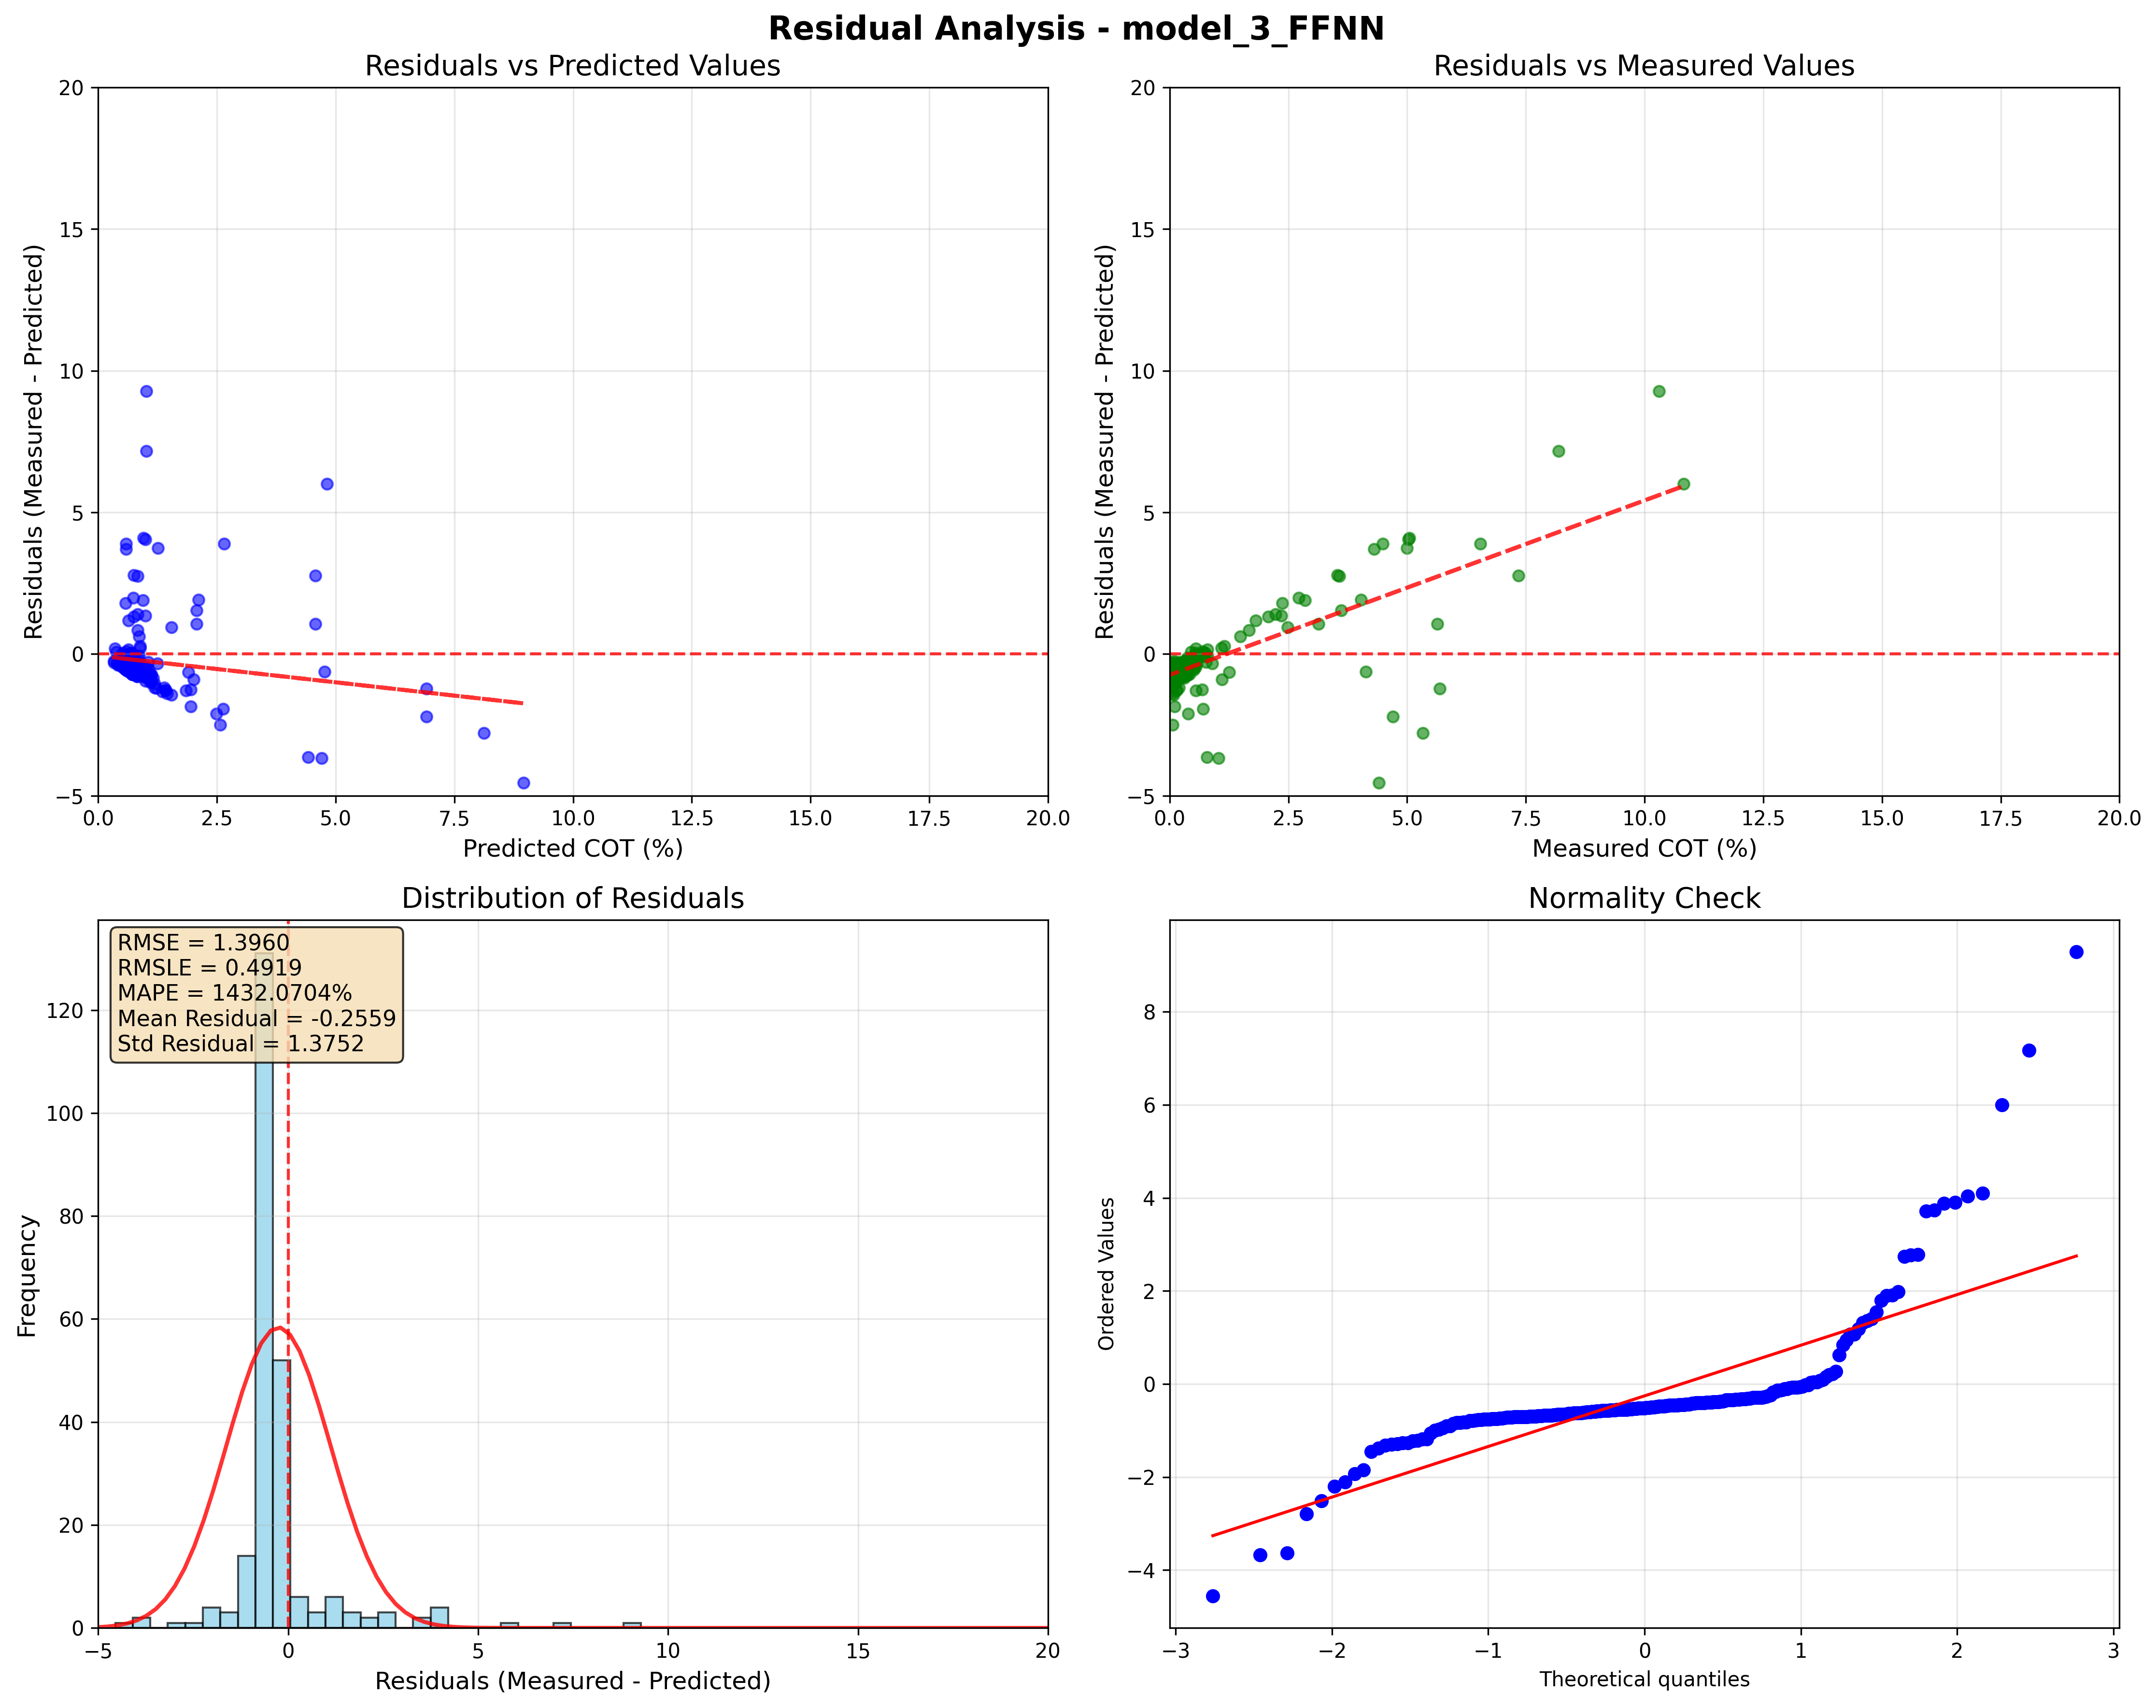 Residual Analysis - model_3_FFNN
Residuals vs Predicted Values
20
15
10
5
0
−5
Residuals (Measured - Predicted)
0.0 2.5 5.0 7.5 10.0 12.5 15.0 17.5 20.0
Predicted COT (%)
Residuals vs Measured Values
20
15
10
5
0
−5
Residuals (Measured - Predicted)
0.0 2.5 5.0 7.5 10.0 12.5 15.0 17.5 20.0
Measured COT (%)
Distribution of Residuals
RMSE = 1.3960
RMSLE = 0.4919
MAPE = 1432.0704%
Mean Residual = -0.2559
Std Residual = 1.3752
120
100
80
60
40
20
0
Frequency
−5 0 5 10 15 20
Residuals (Measured - Predicted)
Normality Check
8
6
4
2
0
−2
−4
Ordered Values
−3 −2 −1 0 1 2 3
Theoretical quantiles